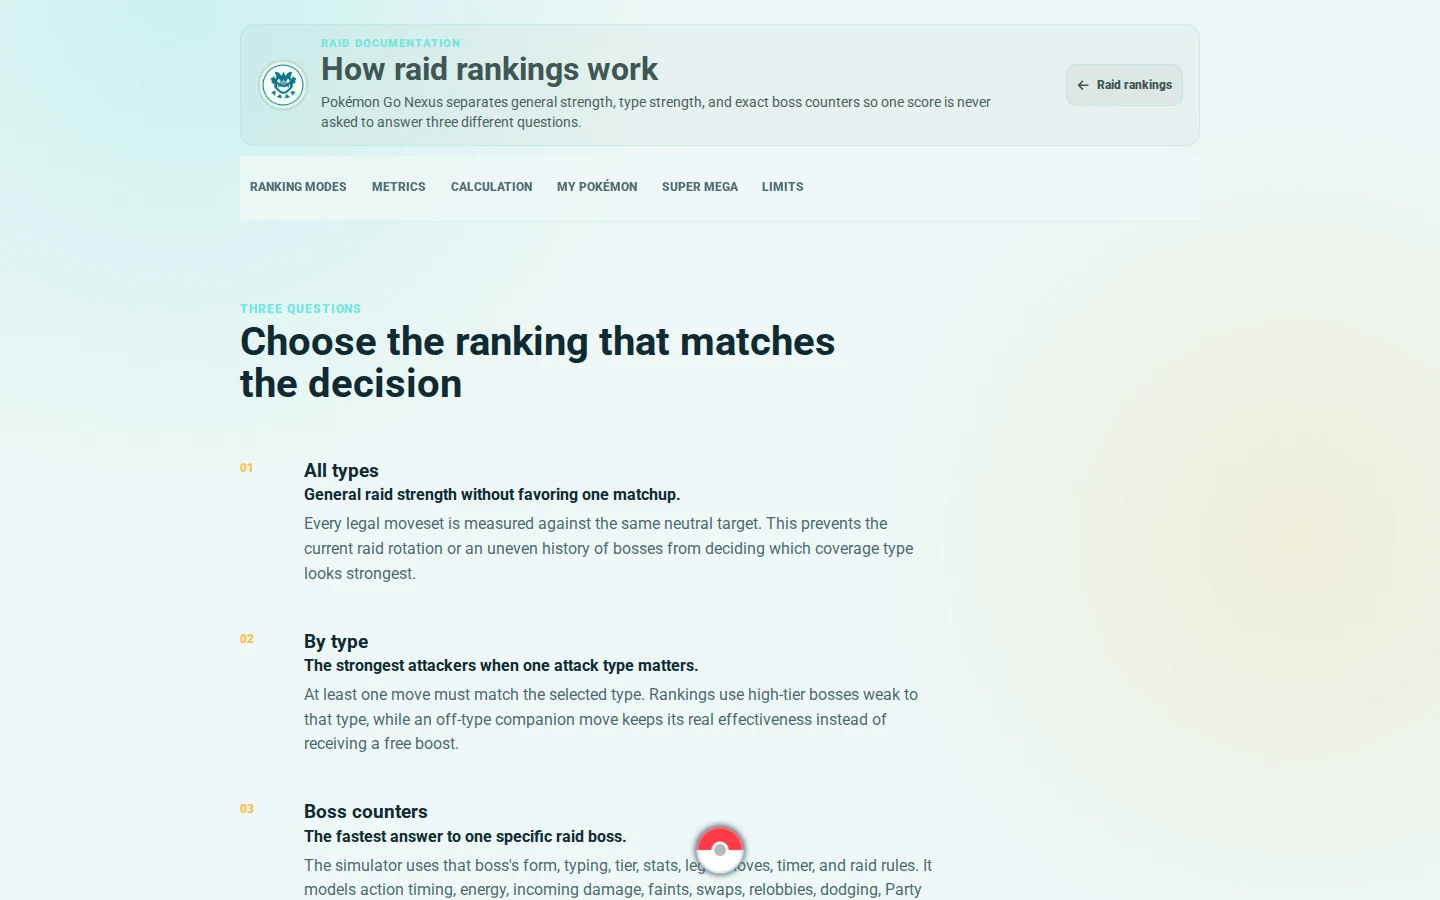 RAID DOCUMENTATION
How raid rankings work
Pokémon Go Nexus separates general strength, type strength, and exact boss counters so one score is never
asked to answer three different questions.
← Raid rankings
RANKING MODES METRICS CALCULATION MY POKÉMON SUPER MEGA LIMITS
THREE QUESTIONS
Choose the ranking that matches
the decision
01
All types
General raid strength without favoring one matchup.
Every legal moveset is measured against the same neutral target. This prevents the
current raid rotation or an uneven history of bosses from deciding which coverage type
looks strongest.
02
By type
The strongest attackers when one attack type matters.
At least one move must match the selected type. Rankings use high-tier bosses weak to
that type, while an off-type companion move keeps its real effectiveness instead of
receiving a free boost.
03
Boss counters
The fastest answer to one specific raid boss.
The simulator uses that boss's form, typing, tier, stats, timer, and raid rules. It
models action timing, energy, incoming damage, faints, swaps, relobbies, dodging, Party